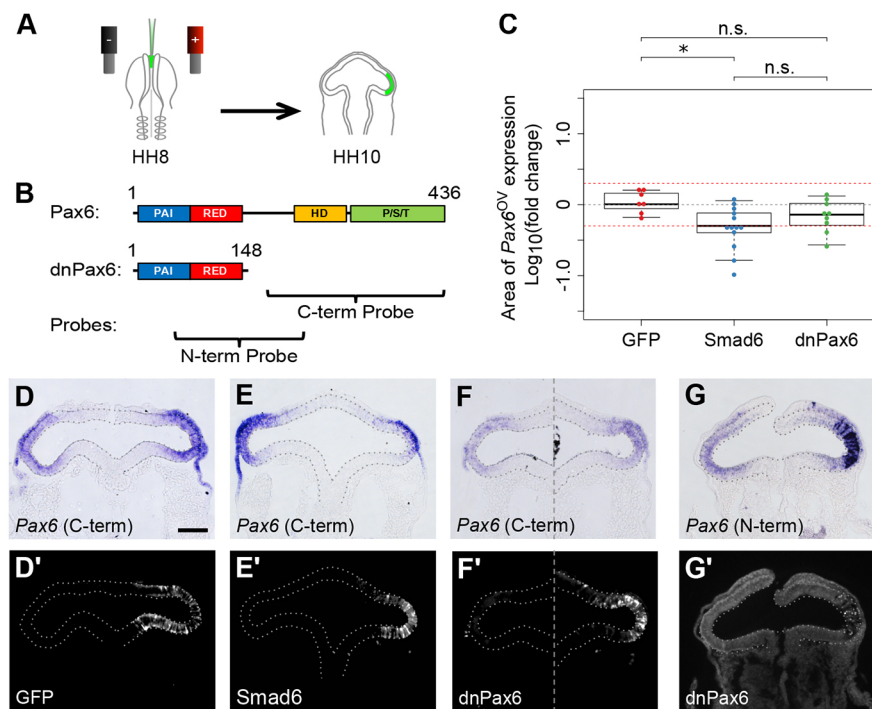 A
-
+
HH8
HH10
B
1
436
Pax6:
PAI
RED
HD
P/S/T
1
148
dnPax6:
PAI
RED
C-term Probe
Probes:
N-term Probe
C
n.s.
*
n.s.
Area of Pax6OV expression
Log10(fold change)
1.0
0
-1.0
GFP
Smad6
dnPax6
D
Pax6 (C-term)
E
Pax6 (C-term)
F
Pax6 (C-term)
G
Pax6 (N-term)
D'
GFP
E'
Smad6
F'
dnPax6
G'
dnPax6